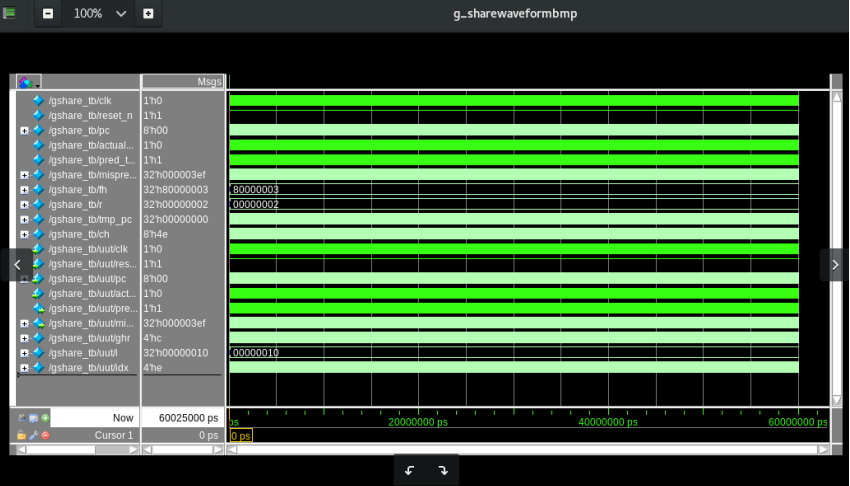 100% g_sharewaveformbmp
Msgs
/gshare_tb/clk 1'h0
/gshare_tb/reset_n 1'h1
/gshare_tb/pc 8'h00
/gshare_tb/actual... 1'h0
/gshare_tb/pred_t... 1'h1
/gshare_tb/mispre... 32'h000003ef
/gshare_tb/fh 32'h80000003 80000003
/gshare_tb/r 32'h00000002 00000002
/gshare_tb/tmp_pc 32'h00000000
/gshare_tb/ch 8'h4e
/gshare_tb/uut/clk 1'h0
/gshare_tb/uut/res... 1'h1
/gshare_tb/uut/pc 8'h00
/gshare_tb/uut/act... 1'h0
/gshare_tb/uut/pre... 1'h1
/gshare_tb/uut/mi... 32'h000003ef
/gshare_tb/uut/ghr 4'hc
/gshare_tb/uut/i 32'h00000010 00000010
/gshare_tb/uut/idx 4'he
Now 60025000 ps ps 20000000 ps 40000000 ps 60000000 ps
Cursor 1 0 ps 0 ps